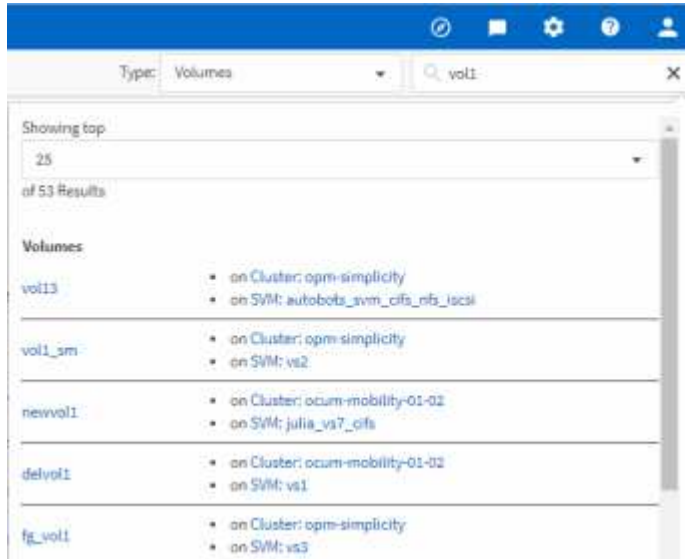 Type: Volumes vol1
Showing top
25
of 53 Results
Volumes
vol13
• on Cluster: opm-simplicity
• on SVM: autobots_svm_cifs_nfs_iscsi
vol1_sm
• on Cluster: opm-simplicity
• on SVM: vs2
newvol1
• on Cluster: ocum-mobility-01-02
• on SVM: julia_vs7_cifs
delvol1
• on Cluster: ocum-mobility-01-02
• on SVM: vs1
fg_vol1
• on Cluster: opm-simplicity
• on SVM: vs3